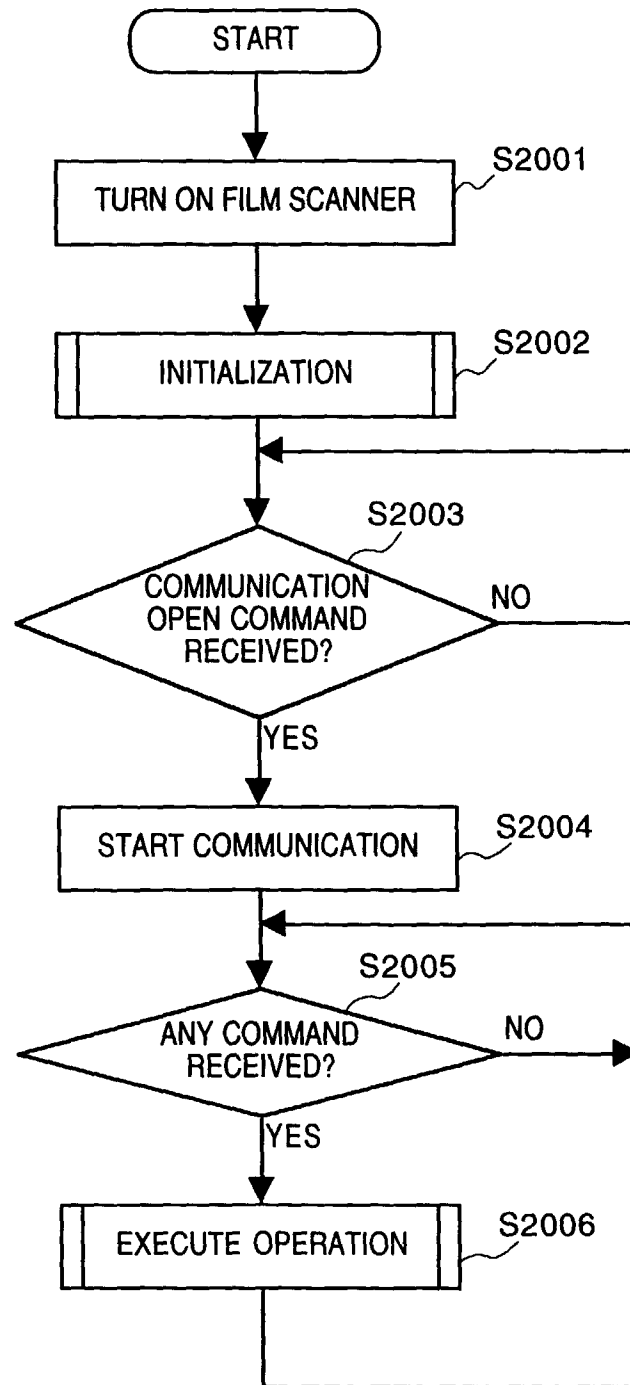 START
S2001
TURN ON FILM SCANNER
S2002
INITIALIZATION
S2003
COMMUNICATION
OPEN COMMAND
RECEIVED?
NO
YES
S2004
START COMMUNICATION
S2005
ANY COMMAND
RECEIVED?
NO
YES
S2006
EXECUTE OPERATION